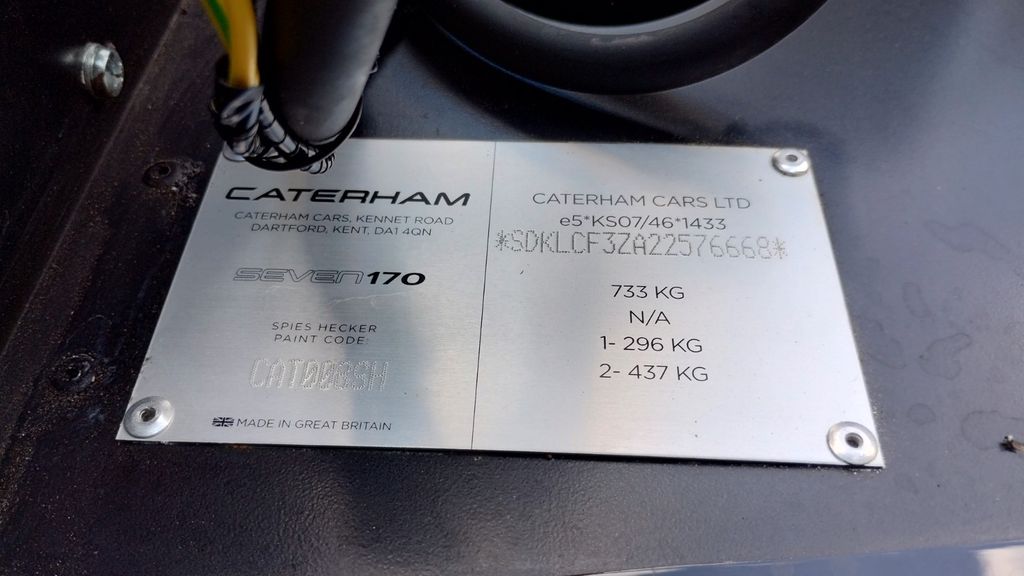 CATERHAM
CATERHAM CARS, KENNET ROAD
DARTFORD, KENT, DA1 4QN
SEVEN 170
SPIES HECKER
PAINT CODE:
MADE IN GREAT BRITAIN
CATERHAM CARS LTD
e5*KS07/46*1433
*SDKLCF3ZA22576668*
733 KG
N/A
1- 296 KG
2- 437 KG